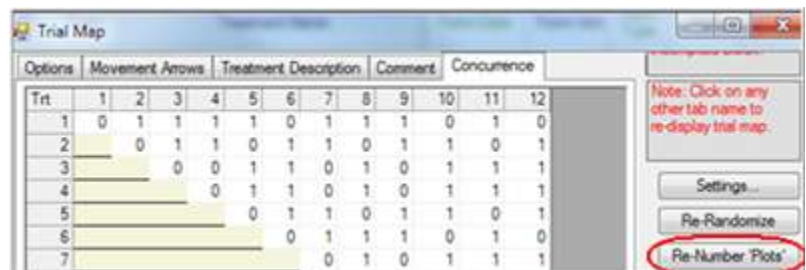 Trial Map
Options Movement Arrows Treatment Description Comment Concurrence
Trt 1 2 3 4 5 6 7 8 9 10 11 12
1 0 1 1 1 1 0 1 1 1 0 1 0
2 0 1 1 0 1 1 0 1 1 0 1
3 0 0 1 1 0 1 0 1 1 1
4 0 1 1 0 1 0 1 1 1
5 0 1 1 0 1 1 0 1
6 0 1 1 1 0 1 0
7 0 1 0 1 1 1
Note: Click on any
other tab name to
re-display trial map.
Settings...
Re-Randomize
Re-Number 'Plots'